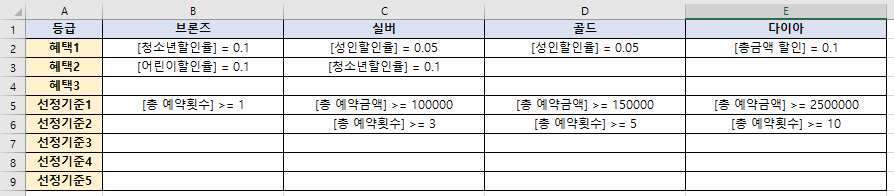 A B C D E
1 등급 브론즈 실버 골드 다이아
2 혜택1 [청소년할인율] = 0.1 [성인할인율] = 0.05 [성인할인율] = 0.05 [총금액 할인] = 0.1
3 혜택2 [어린이할인율] = 0.1 [청소년할인율] = 0.1
4 혜택3
5 선정기준1 [총 예약횟수] >= 1 [총 예약금액] >= 100000 [총 예약금액] >= 150000 [총 예약금액] >= 2500000
6 선정기준2 [총 예약횟수] >= 3 [총 예약횟수] >= 5 [총 예약횟수] >= 10
7 선정기준3
8 선정기준4
9 선정기준5